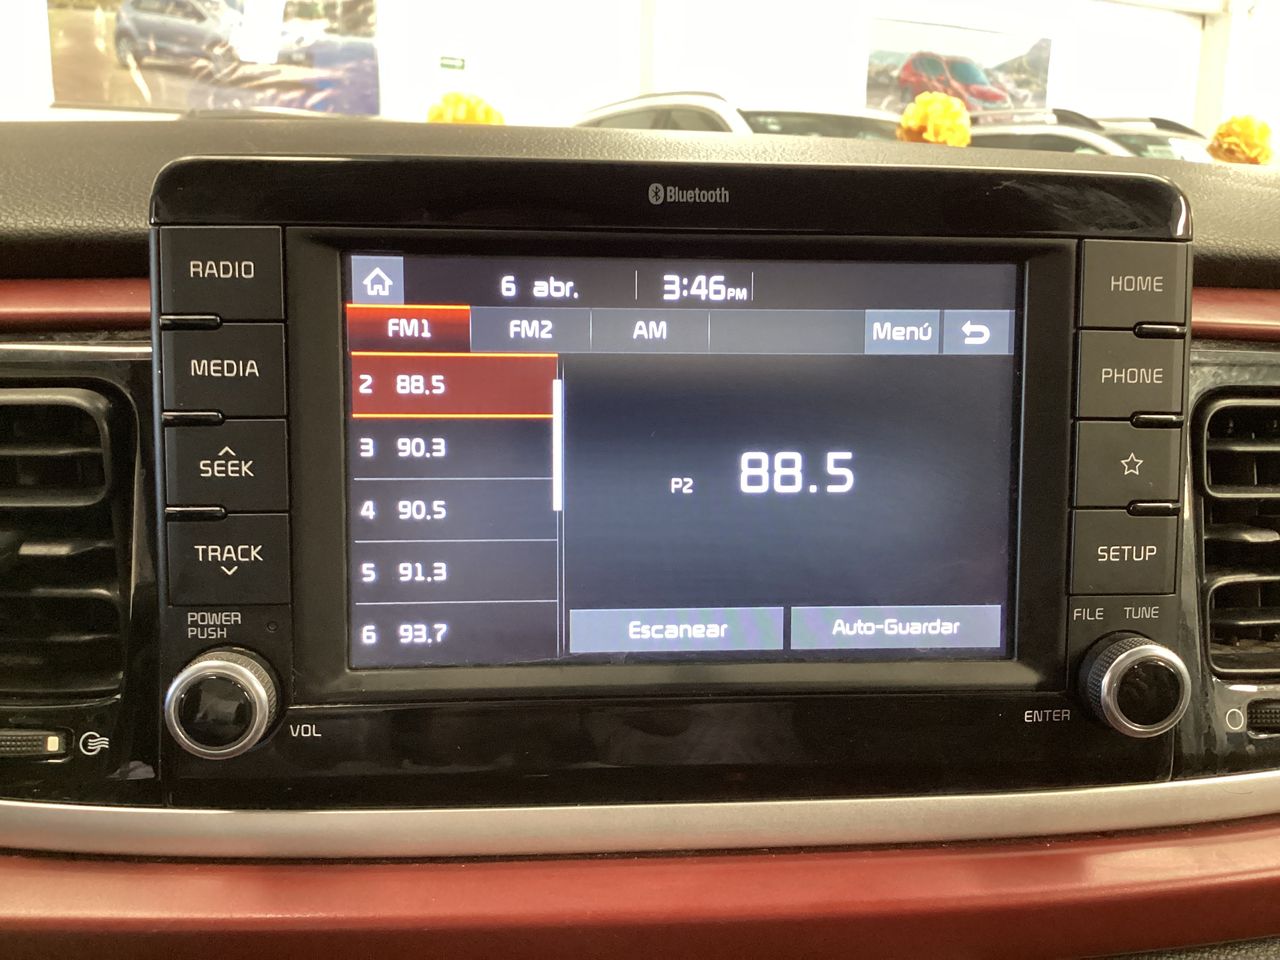 Bluetooth
RADIO
MEDIA
SEEK
TRACK
POWER
PUSH
VOL
6 abr.
3:46PM
FM1
FM2
AM
Menú
2 88.5
3 90.3
4 90.5
5 91.3
6 93.7
P2 88.5
Escanear
Auto-Guardar
HOME
PHONE
SETUP
FILE
TUNE
ENTER